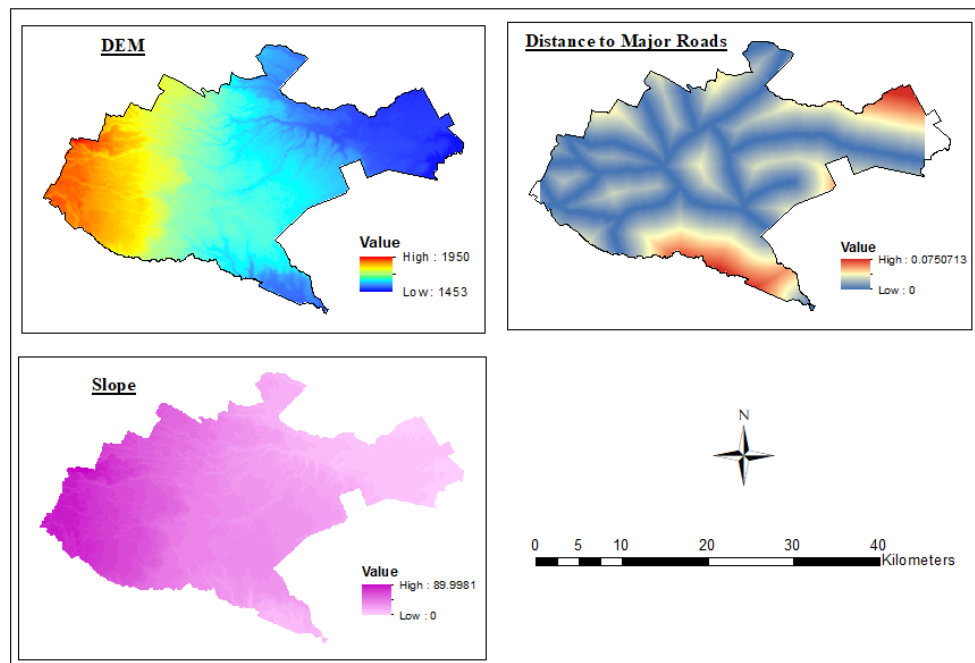 DEM
Value
High : 1950
Low : 1453
Distance to Major Roads
Value
High : 0.0750713
Low : 0
Slope
Value
High : 89.9981
Low : 0
N
0 5 10 20 30 40
Kilometers